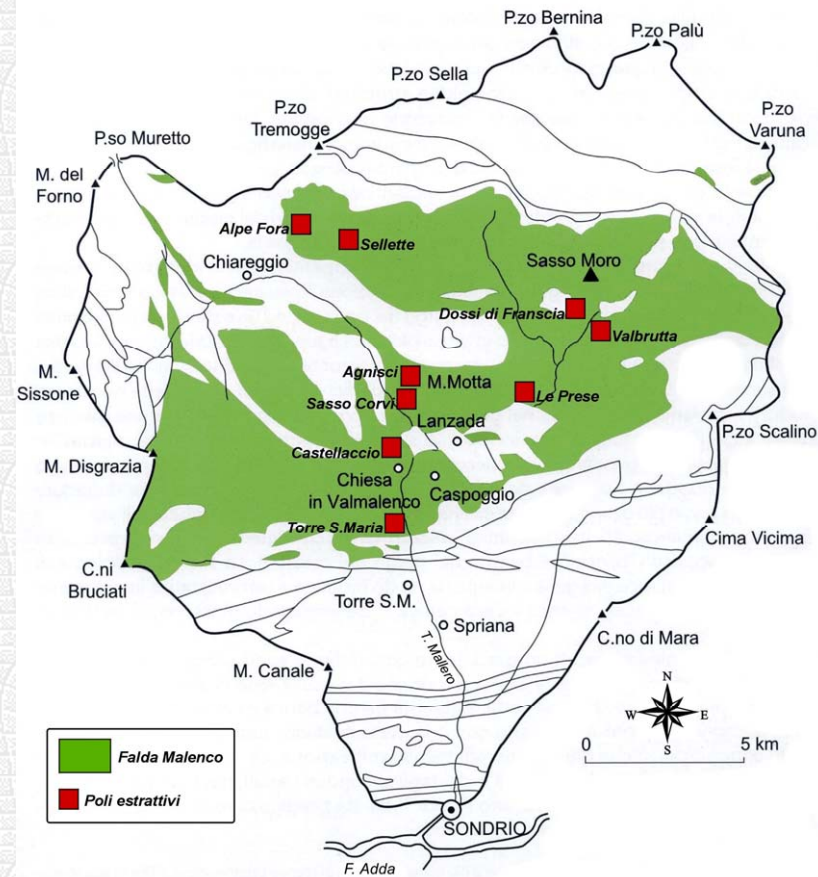 P.zo Bernina
P.zo Palù
P.zo Sella
P.zo
Tremogge
P.zo
Varuna
P.so Muretto
M. del
Forno
Alpe Fora
Sellette
Chiareggio
Sasso Moro
Dossi di Franscia
Valbrutta
M.
Sissone
Agnisci
M.Motta
Sasso Corvi
Le Prese
Lanzada
P.zo Scalino
Castellaccio
M. Disgrazia
Chiesa
in Valmalenco
Caspoggio
Torre S.Maria
Cima Vicima
C.ni
Bruciati
Torre S.M.
Spriana
C.no di Mara
T. Mallero
M. Canale
N
W
E
S
0
5 km
Falda Malenco
Poli estrattivi
SONDRIO
F. Adda